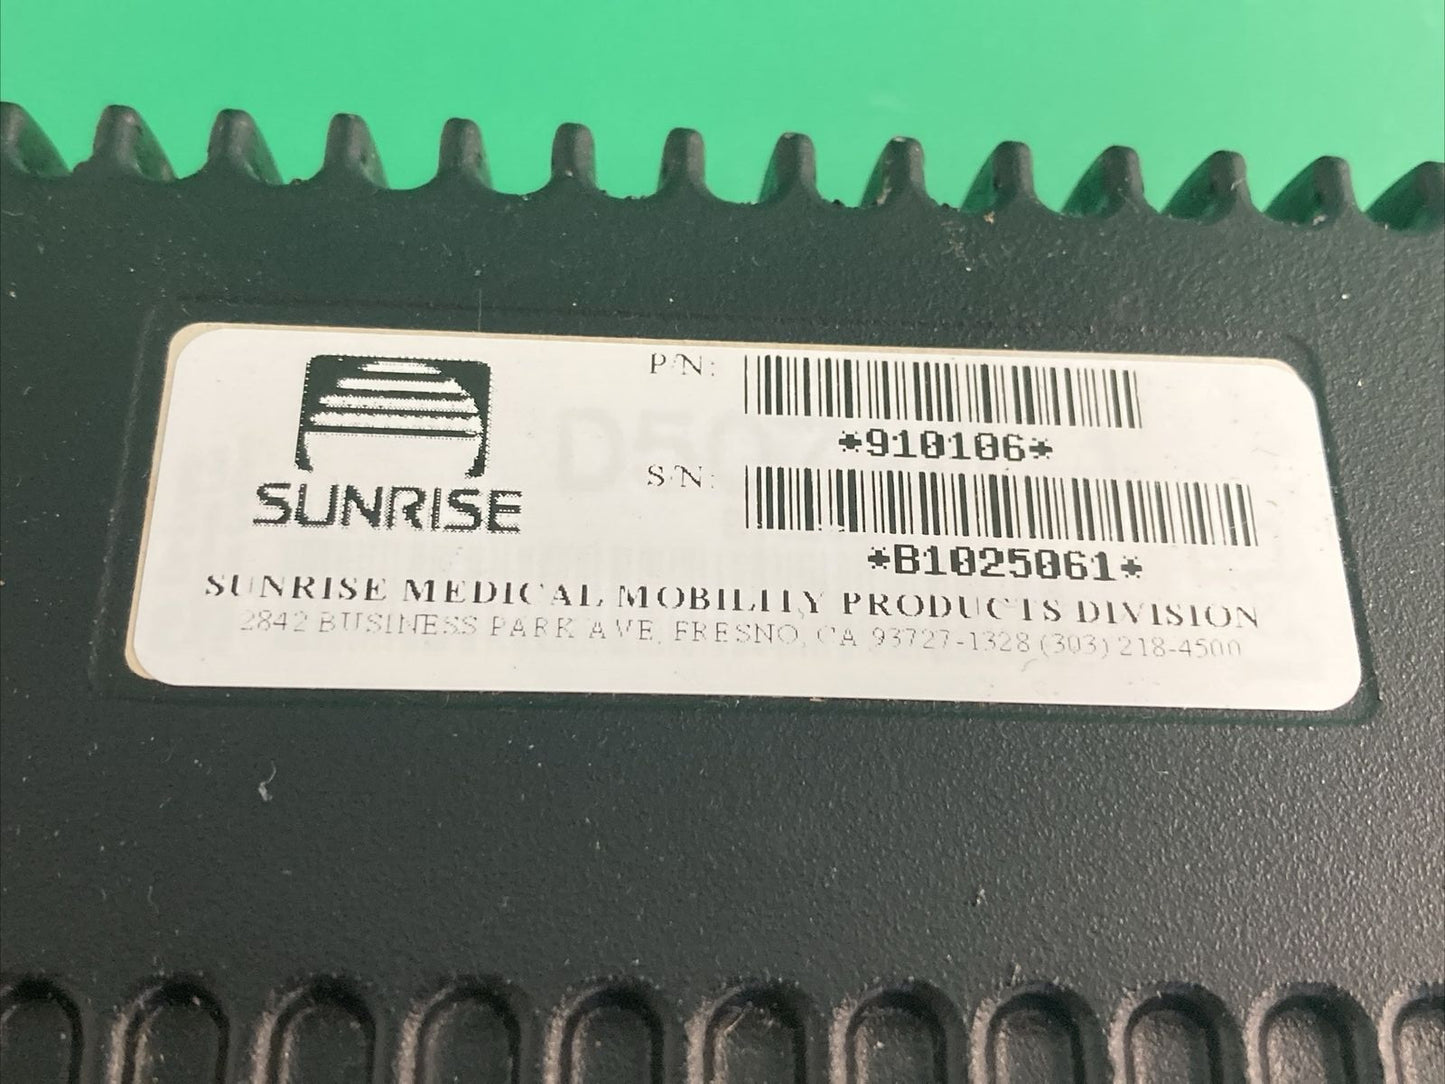 P/N:
*910106*
S/N:
*B1025061*
SUNRISE
SUNRISE MEDICAL MOBILITY PRODUCTS DIVISION
2842 BUSINESS PARK AVE, FRESNO, CA 93727-1328 (303) 218-4500